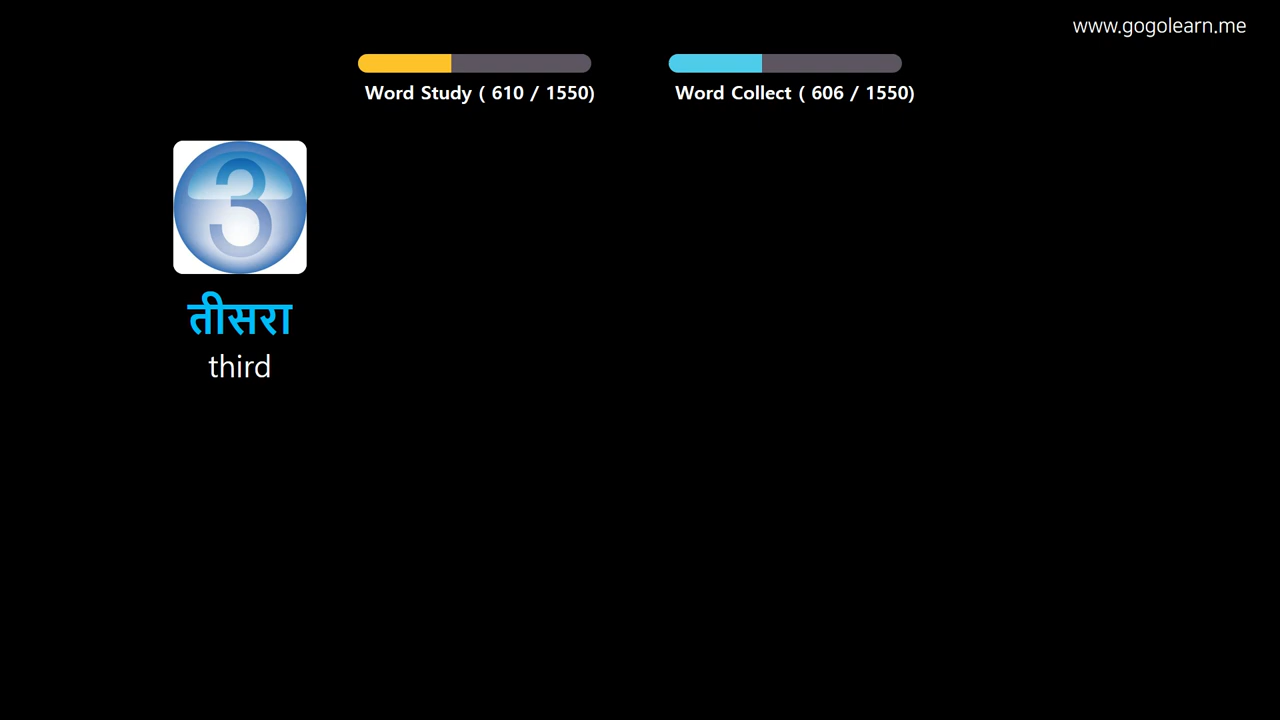 www.gogolearn.me
Word Study ( 610 / 1550)
Word Collect ( 606 / 1550)
3
तीसरा
third